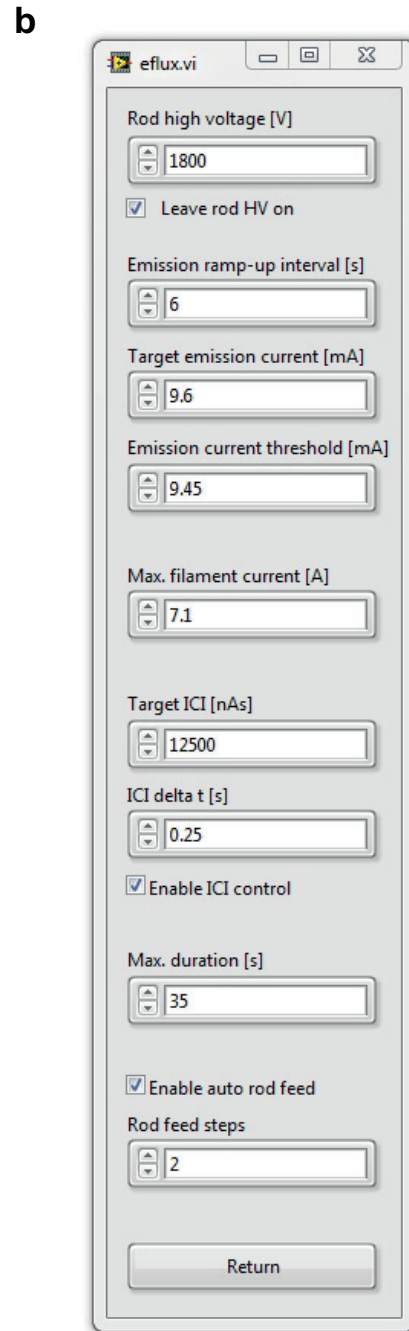 b
eflux.vi
Rod high voltage [V]
1800
Leave rod HV on
Emission ramp-up interval [s]
6
Target emission current [mA]
9.6
Emission current threshold [mA]
9.45
Max. filament current [A]
7.1
Target ICI [nAs]
12500
ICI delta t [s]
0.25
Enable ICI control
Max. duration [s]
35
Enable auto rod feed
Rod feed steps
2
Return